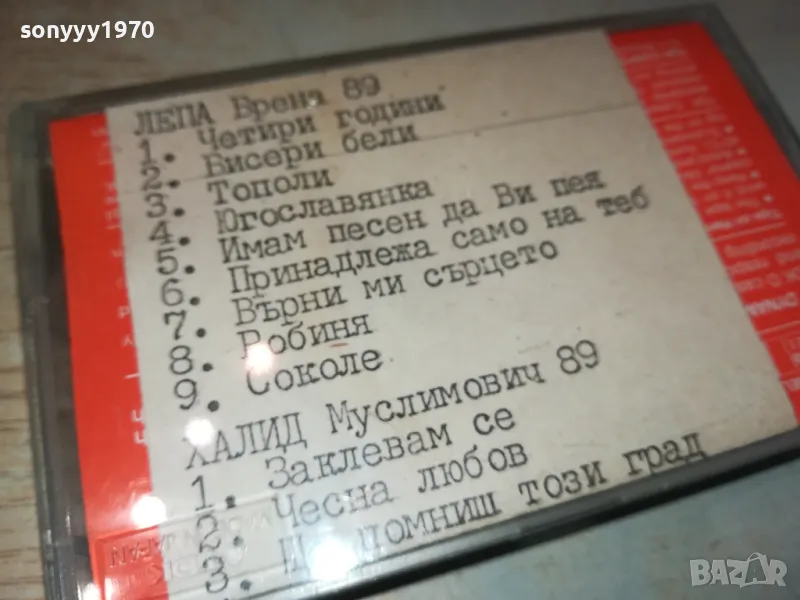 sonyyy1970
ЛЕПА Брена 89
1. Четири години
2. Бисери бели
3. Тополи
4. Югославянка
5. Имам песен да Ви пея
6. Принадлежа само на теб
7. Върни ми сърцето
8. Робиня
9. Соколе
ХАЛИД Муслимович 89
1. Заклевам се
2. Чесна любов
3. помниш този град
BAZAR